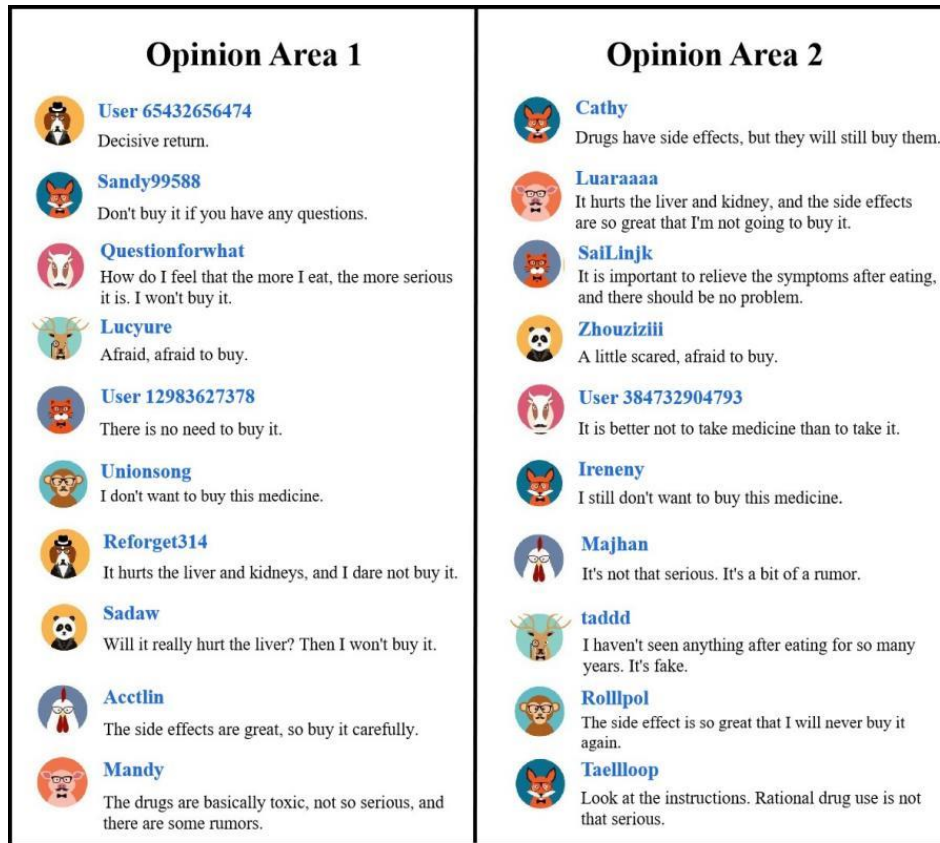 Opinion Area 1
User 65432656474
Decisive return.
Sandy99588
Don't buy it if you have any questions.
Questionforwhat
How do I feel that the more I eat, the more serious
it is. I won't buy it.
Lucyure
Afraid, afraid to buy.
User 12983627378
There is no need to buy it.
Unionsong
I don't want to buy this medicine.
Reforget314
It hurts the liver and kidneys, and I dare not buy it.
Sadaw
Will it really hurt the liver? Then I won't buy it.
Acctlin
The side effects are great, so buy it carefully.
Mandy
The drugs are basically toxic, not so serious, and
there are some rumors.
Opinion Area 2
Cathy
Drugs have side effects, but they will still buy them.
Luaraaaa
It hurts the liver and kidney, and the side effects
are so great that I'm not going to buy it.
SaiLinjk
It is important to relieve the symptoms after eating,
and there should be no problem.
Zhouziziii
A little scared, afraid to buy.
User 384732904793
It is better not to take medicine than to take it.
Ireneny
I still don't want to buy this medicine.
Majhan
It's not that serious. It's a bit of a rumor.
taddd
I haven't seen anything after eating for so many
years. It's fake.
Rolllpol
The side effect is so great that I will never buy it
again.
Taellloop
Look at the instructions. Rational drug use is not
that serious.